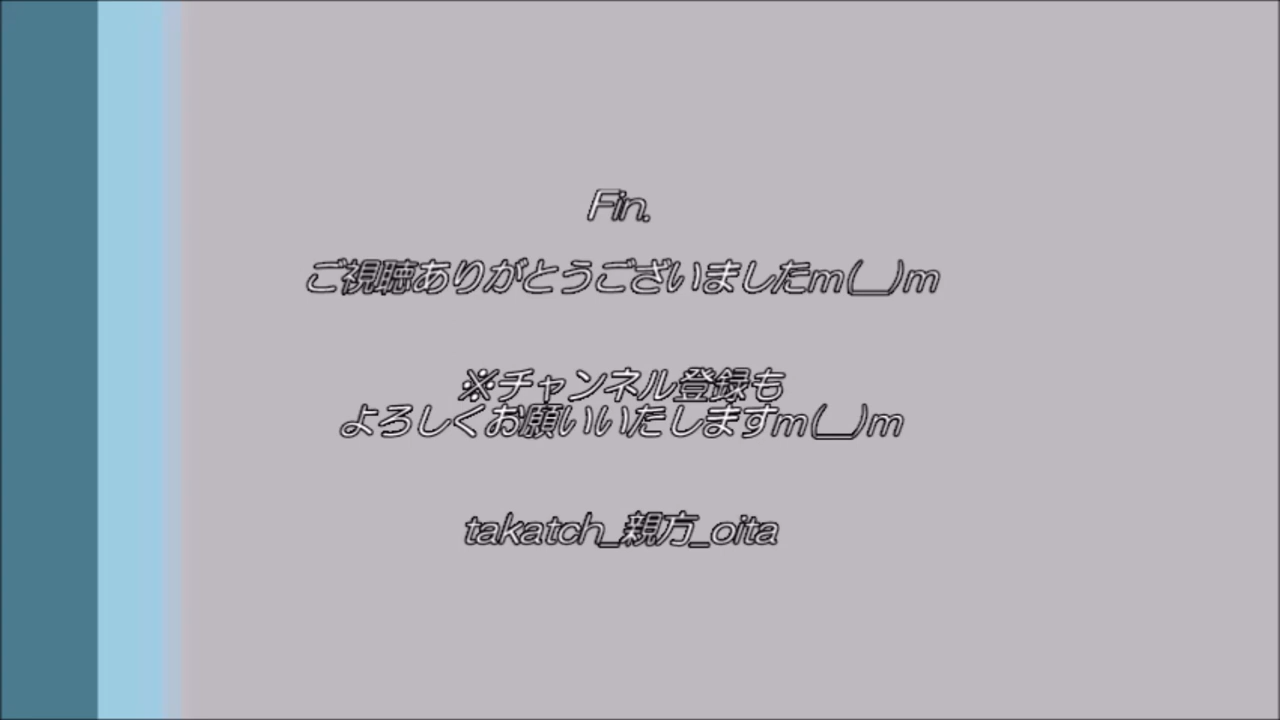 Fin.
ご視聴ありがとうございましたm(__)m
※チャンネル登録も
よろしくお願いいたしますm(__)m
takatch_親方_oita